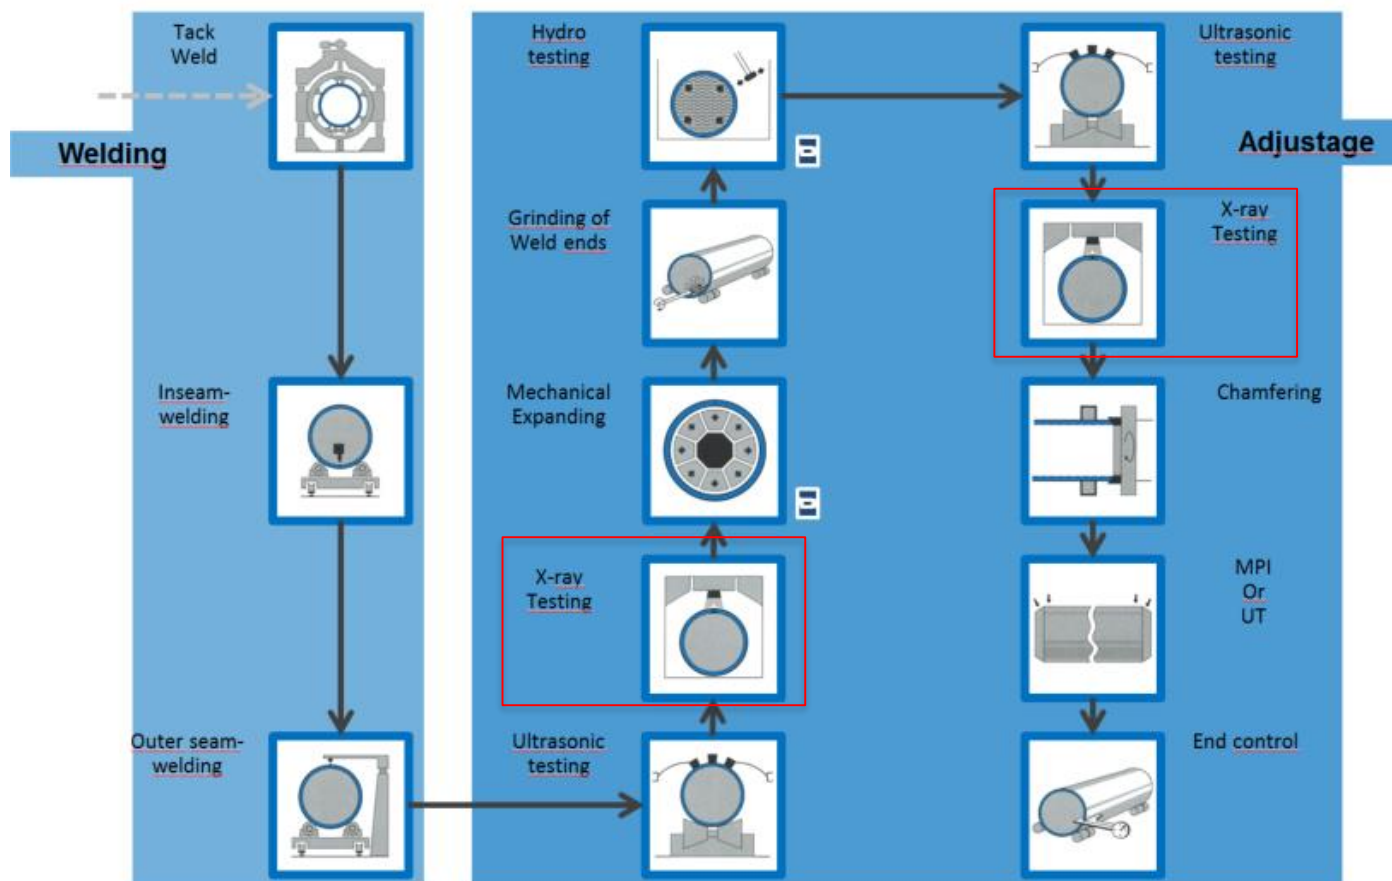 Tack
Weld
Welding
Inseam-
welding
Outer seam-
welding
Hydro
testing
Grinding of
Weld ends
Mechanical
Expanding
X-ray
Testing
Ultrasonic
testing
Ultrasonic
testing
Adjustage
X-ray
Testing
Chamfering
MPI
Or
UT
End control